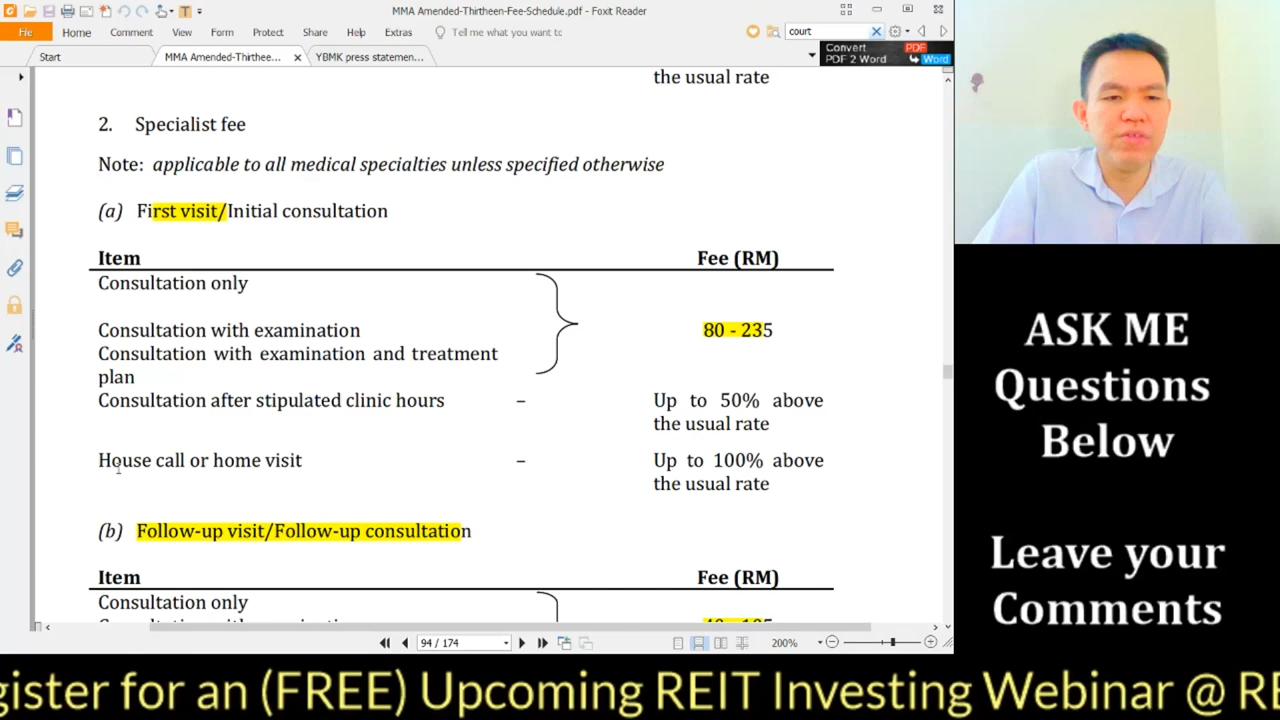 MMA Amended-Thirtheen-Fee-Schedule.pdf - Foxit Reader
File Home Comment View Form Protect Share Help Extras Tell me what you want to court
Start MMA Amended-Thirthee... YBMK press statemen...
Convert PDF
PDF 2 Word Word
the usual rate
2. Specialist fee
Note: applicable to all medical specialties unless specified otherwise
(a) First visit/Initial consultation
Item Fee (RM)
Consultation only
Consultation with examination 80 - 235
Consultation with examination and treatment
plan
Consultation after stipulated clinic hours – Up to 50% above
the usual rate
House call or home visit – Up to 100% above
the usual rate
(b) Follow-up visit/Follow-up consultation
Item Fee (RM)
Consultation only
94 / 174 200%
ASK ME
Questions
Below
Leave your
Comments
gister for an (FREE) Upcoming REIT Investing Webinar @ RE